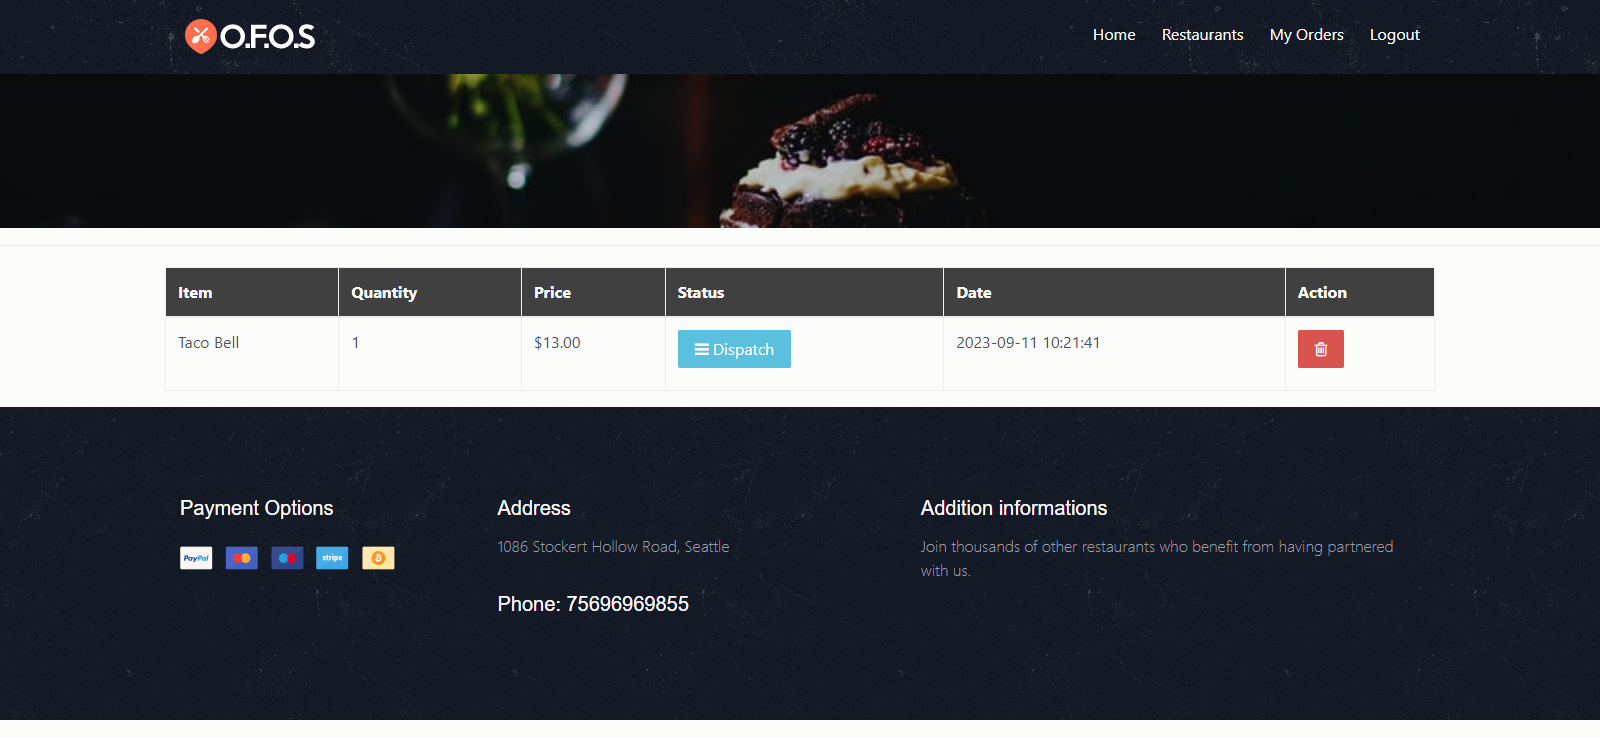 O.F.O.S
Home Restaurants My Orders Logout
Item Quantity Price Status Date Action
Taco Bell 1 $13.00 Dispatch 2023-09-11 10:21:41
Payment Options
PayPal stripe
Address
1086 Stockert Hollow Road, Seattle
Phone: 75696969855
Addition informations
Join thousands of other restaurants who benefit from having partnered
with us.